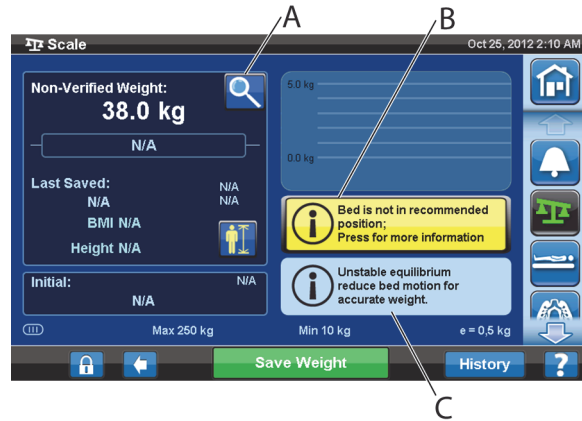 A
B
Scale
Oct 25, 2012 2:10 AM
Non-Verified Weight:
38.0 kg
N/A
Last Saved:
N/A
N/A
N/A
BMI N/A
Height N/A
Initial:
N/A
N/A
5.0 kg
0.0 kg
Bed is not in recommended
position;
Press for more information
Unstable equilibrium
reduce bed motion for
accurate weight.
Max 250 kg
Min 10 kg
e = 0,5 kg
Save Weight
History
?
C